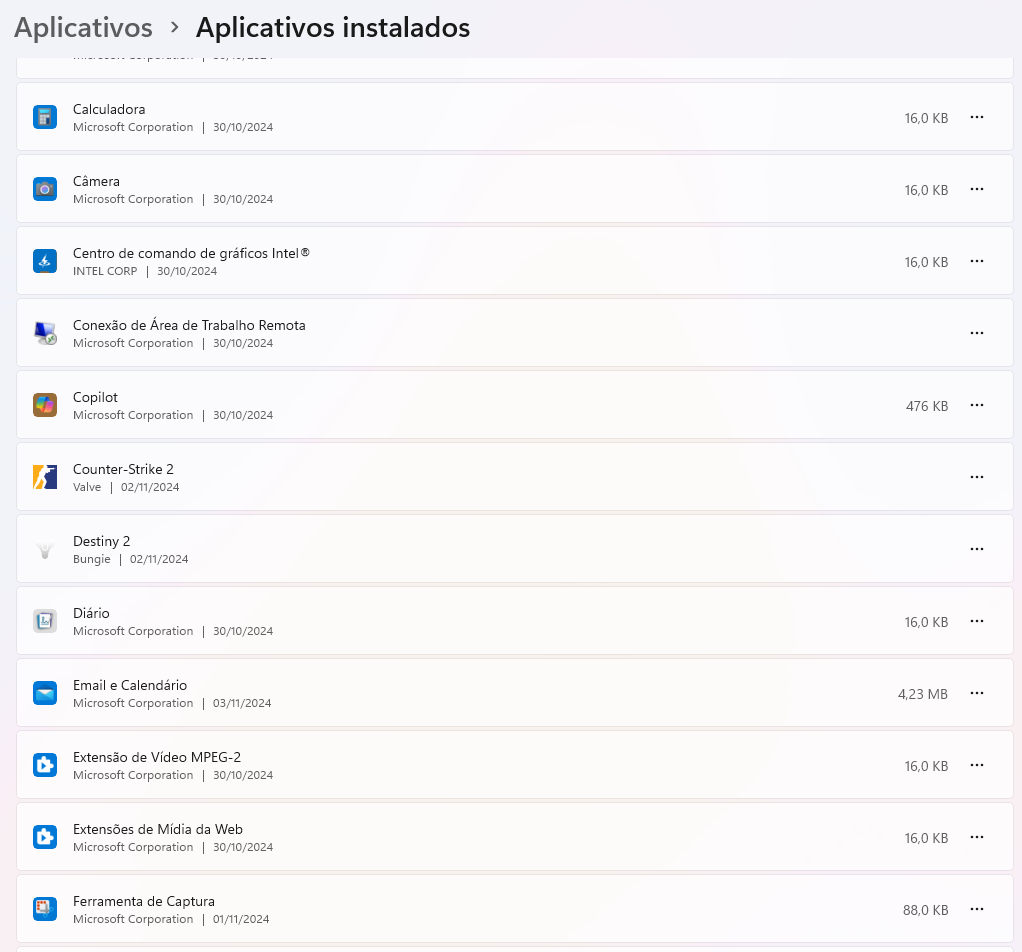 Aplicativos > Aplicativos instalados
Microsoft Corporation | 30/10/2024
Calculadora
Microsoft Corporation | 30/10/2024
16,0 KB
Câmera
Microsoft Corporation | 30/10/2024
16,0 KB
Centro de comando de gráficos Intel®
INTEL CORP | 30/10/2024
16,0 KB
Conexão de Área de Trabalho Remota
Microsoft Corporation | 30/10/2024
Copilot
Microsoft Corporation | 30/10/2024
476 KB
Counter-Strike 2
Valve | 02/11/2024
Destiny 2
Bungie | 02/11/2024
Diário
Microsoft Corporation | 30/10/2024
16,0 KB
Email e Calendário
Microsoft Corporation | 03/11/2024
4,23 MB
Extensão de Vídeo MPEG-2
Microsoft Corporation | 30/10/2024
16,0 KB
Extensões de Mídia da Web
Microsoft Corporation | 30/10/2024
16,0 KB
Ferramenta de Captura
Microsoft Corporation | 01/11/2024
88,0 KB